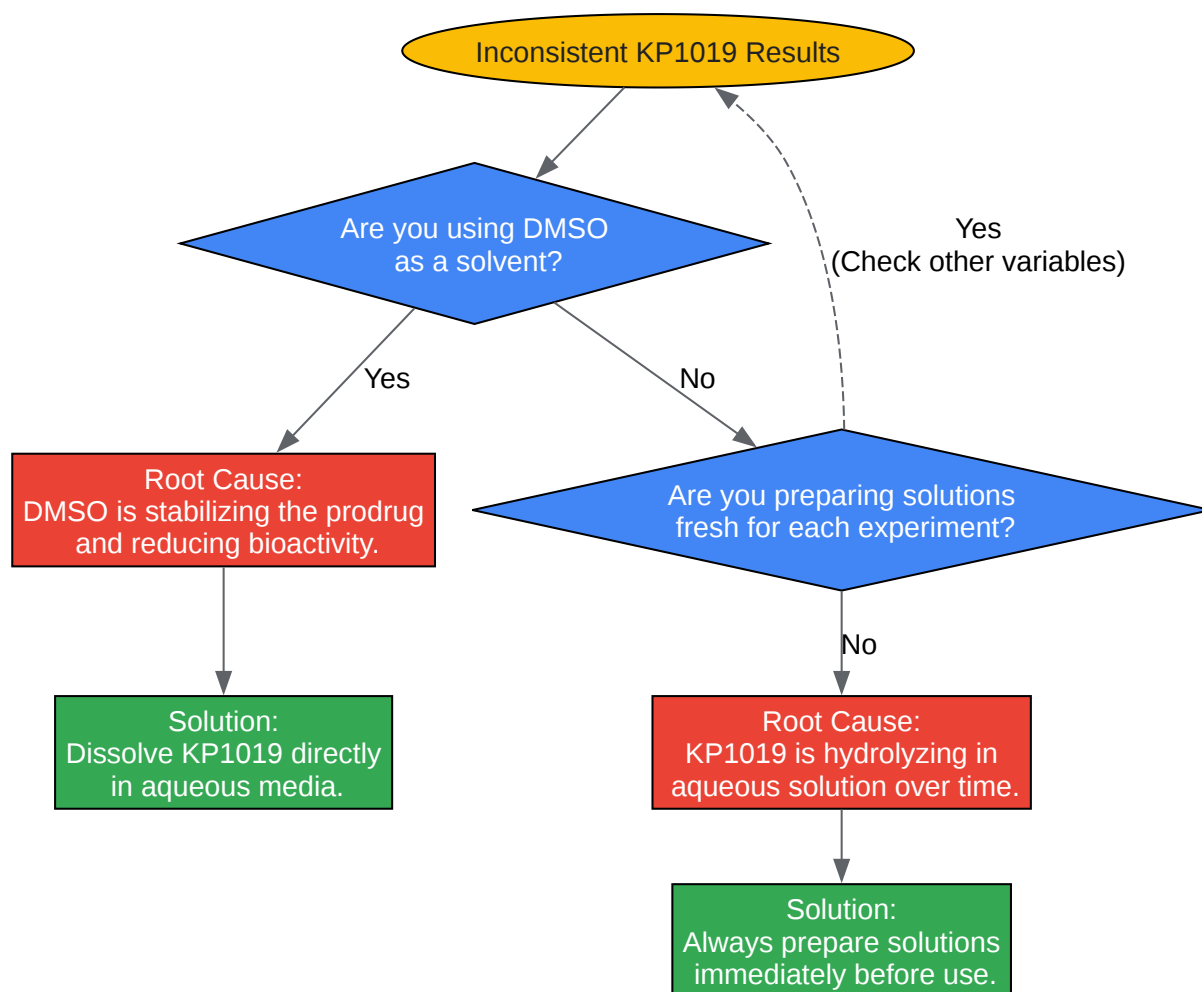 Inconsistent KP1019 Results
Are you using DMSO
as a solvent?
Yes
(Check other variables)
Yes
No
Root Cause:
DMSO is stabilizing the prodrug
and reducing bioactivity.
Are you preparing solutions
fresh for each experiment?
No
Solution:
Dissolve KP1019 directly
in aqueous media.
Root Cause:
KP1019 is hydrolyzing in
aqueous solution over time.
Solution:
Always prepare solutions
immediately before use.